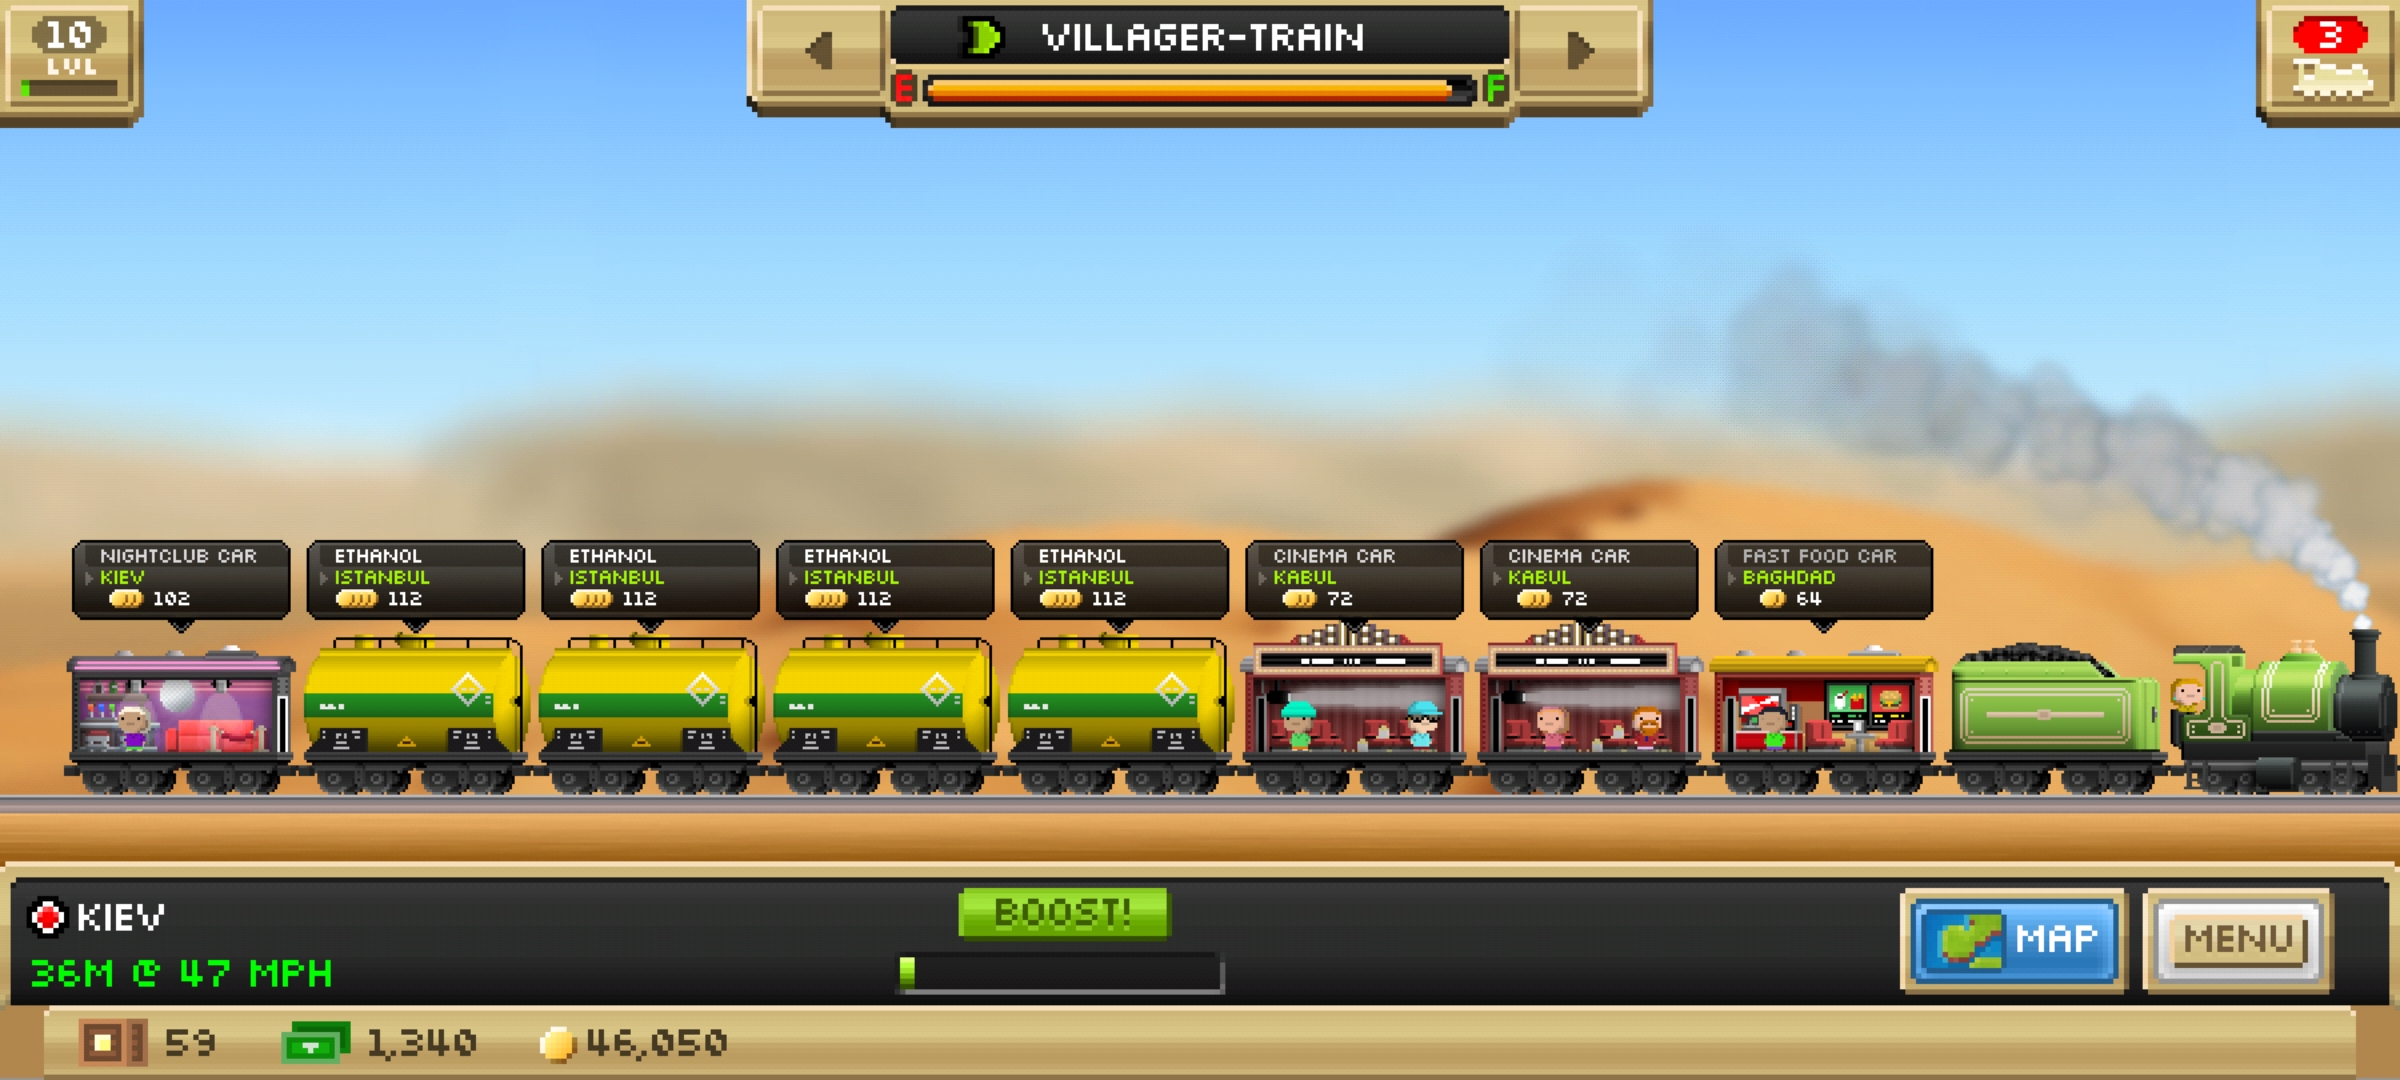 10
LVL
VILLAGER-TRAIN
E F
3
NIGHTCLUB CAR
KIEV
102
ETHANOL
ISTANBUL
112
ETHANOL
ISTANBUL
112
ETHANOL
ISTANBUL
112
ETHANOL
ISTANBUL
112
CINEMA CAR
KABUL
72
CINEMA CAR
KABUL
72
FAST FOOD CAR
BAGHDAD
64
KIEV
36M @ 47 MPH
BOOST!
MAP
MENU
59
1,340
46,050